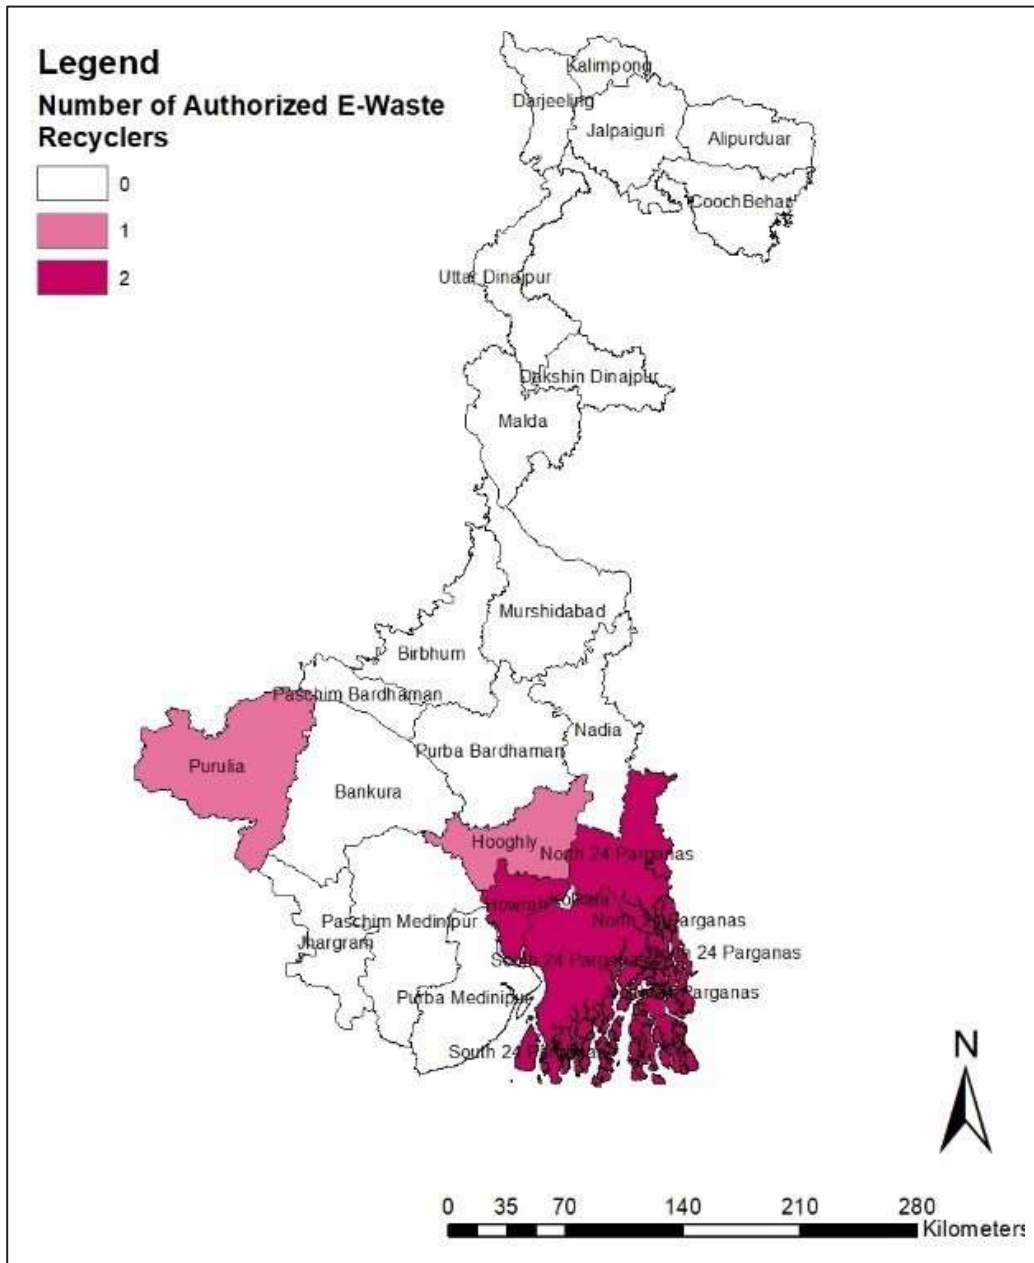 Legend
Number of Authorized E-Waste
Recyclers
0
1
2
Kalimpong
Darjeeling
Jalpaiguri
Alipurduar
CoochBehar
Uttar Dinajpur
Dakshin Dinajpur
Malda
Murshidabad
Birbhum
Paschim Bardhaman
Nadia
Purba Bardhaman
Purulia
Bankura
Hooghly
North 24 Parganas
Howrah
Kolkata
Paschim Medinipur
North 24 Parganas
Jhargram
24 Parganas
South 24 Parganas
Parganas
Purba Medinipur
South 24
N
0 35 70 140 210 280
Kilometers